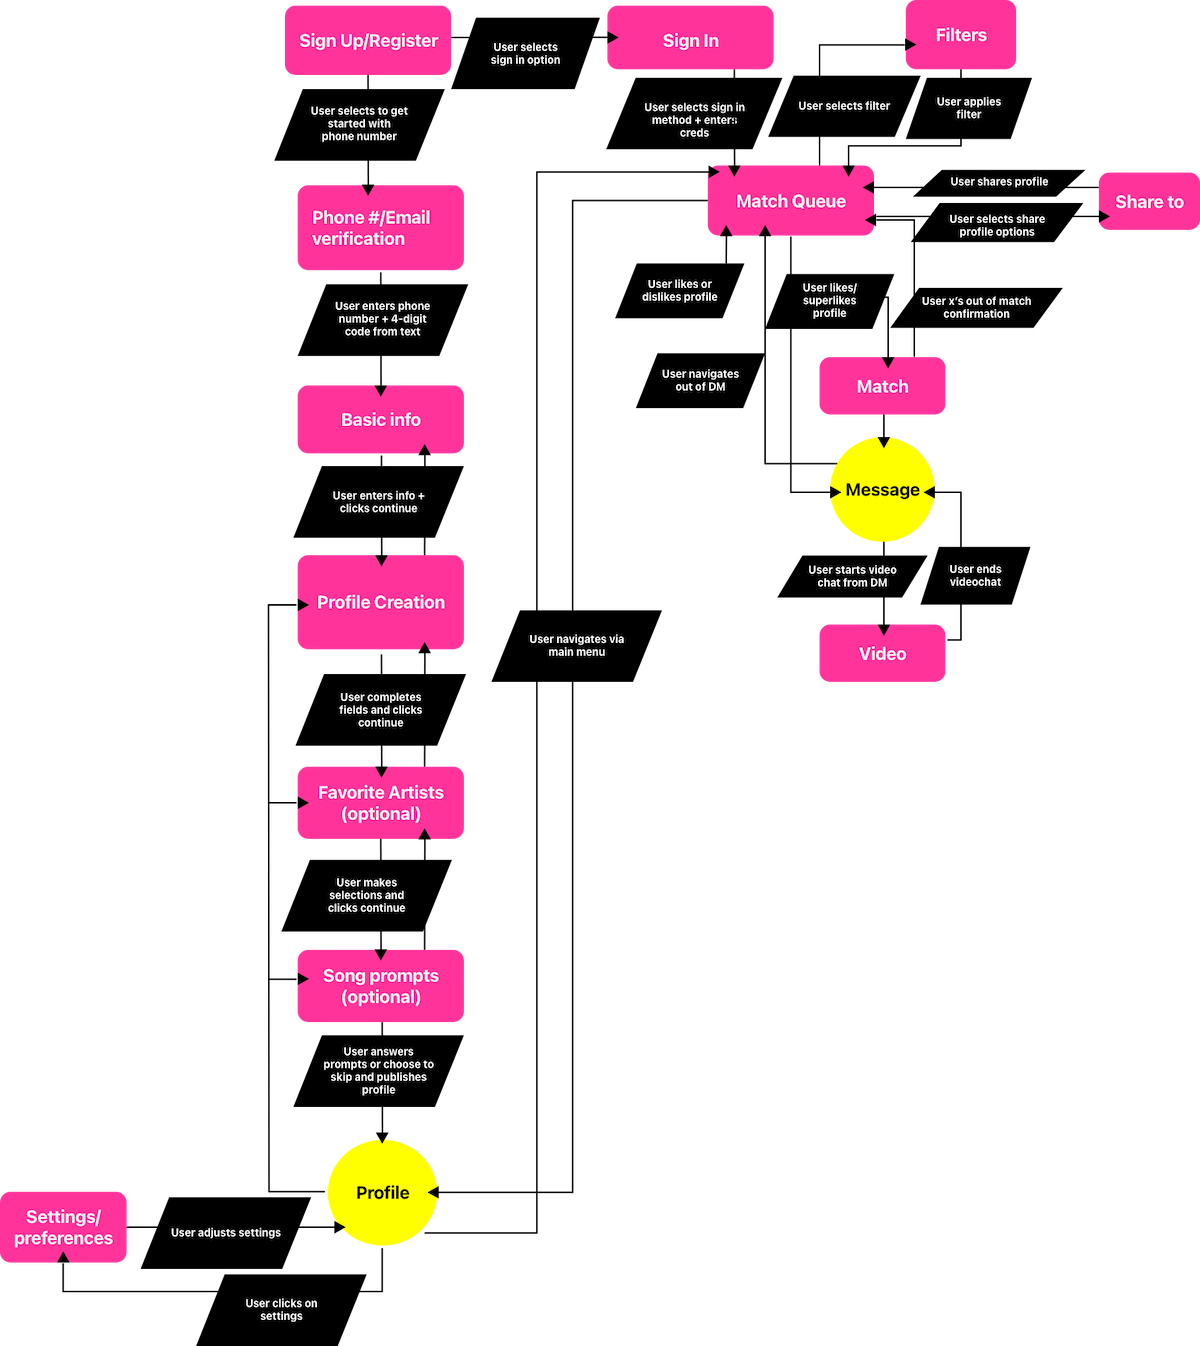 Sign Up/Register
User selects
sign in option
Sign In
Filters
User selects to get
started with
phone number
User selects sign in
method + enters
creds
User selects filter
User applies
filter
Phone #/Email
verification
Match Queue
User shares profile
Share to
User selects share
profile options
User enters phone
number + 4-digit
code from text
User likes or
dislikes profile
User likes/
superlikes
profile
User x's out of match
confirmation
User navigates
out of DM
Match
Basic info
User enters info +
clicks continue
Message
User starts video
chat from DM
User ends
videochat
Profile Creation
User navigates via
main menu
Video
User completes
fields and clicks
continue
Favorite Artists
(optional)
User makes
selections and
clicks continue
Song prompts
(optional)
User answers
prompts or choose to
skip and publishes
profile
Profile
Settings/
preferences
User adjusts settings
User clicks on
settings